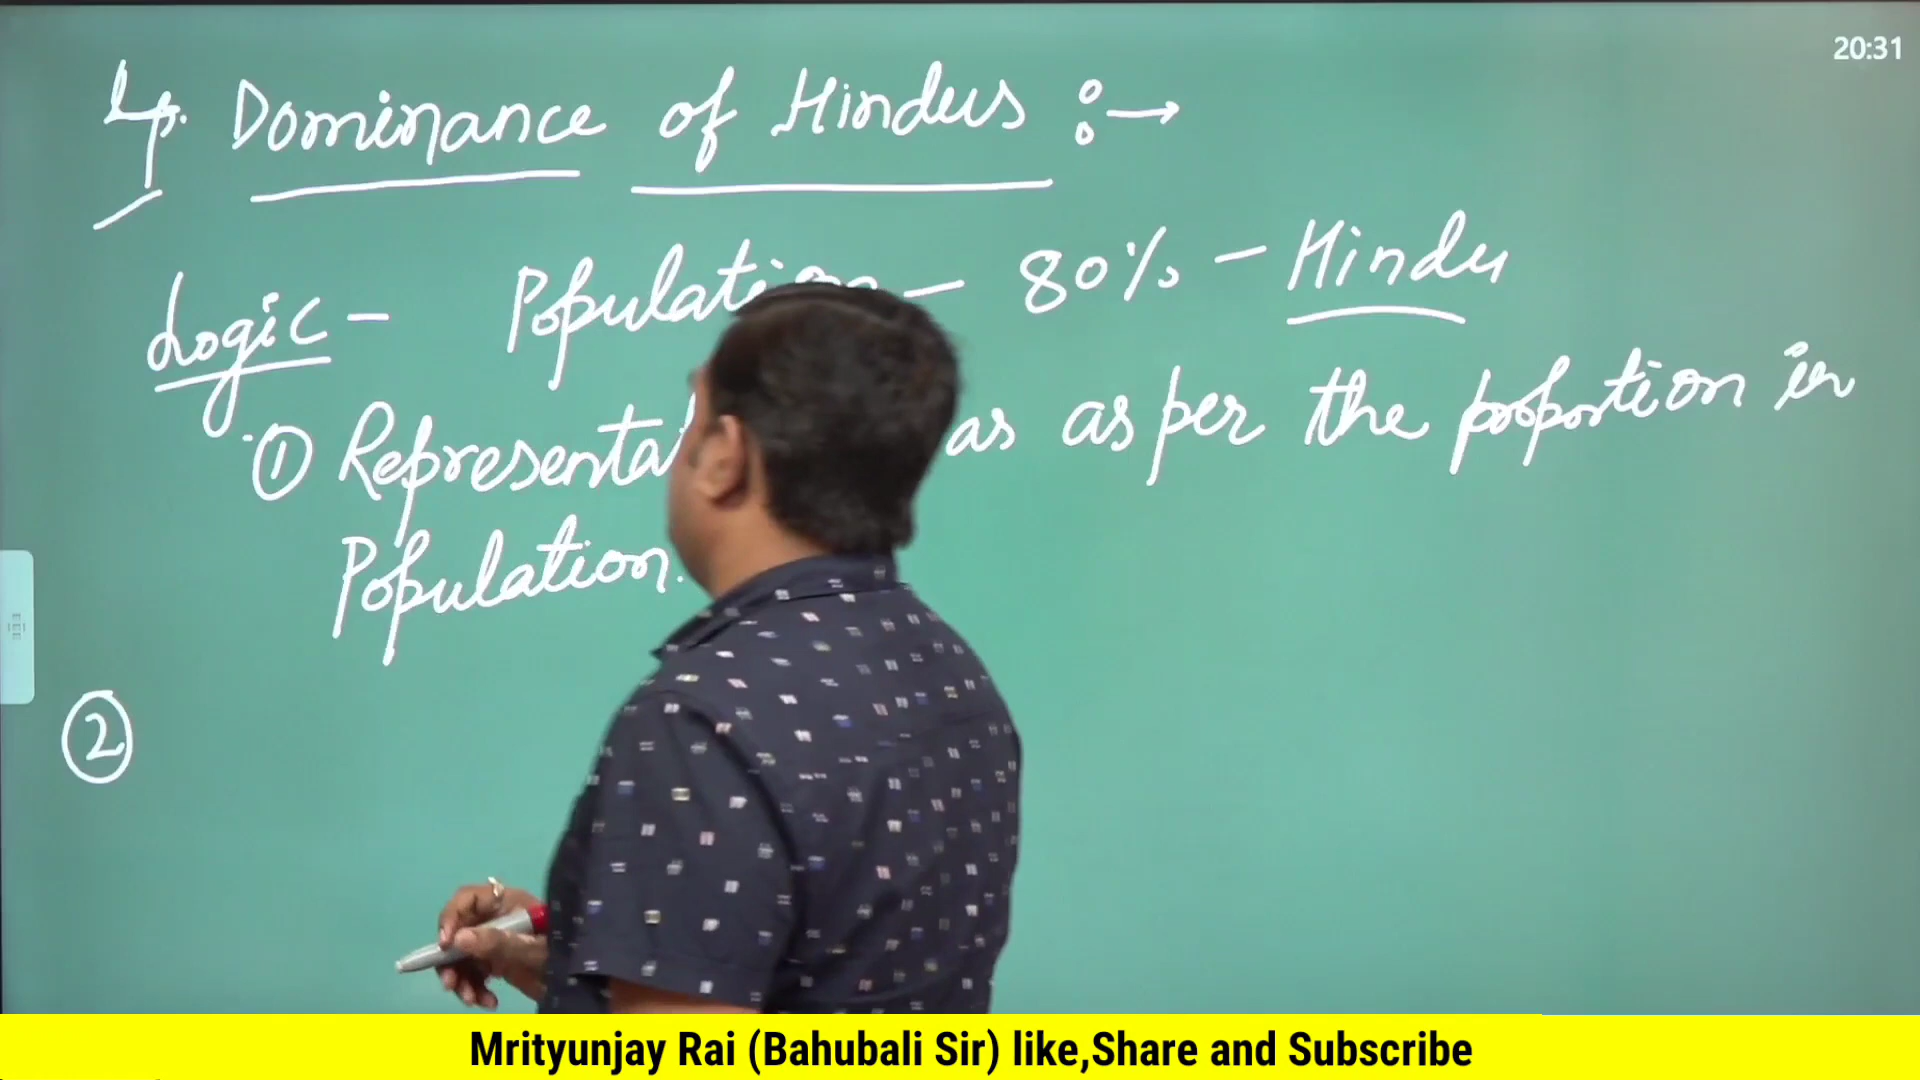 20:31
4. Dominance of Hindus :→
Logic - Population - 80% - Hindu
① as as per the proportion in
Population.
②
Mrityunjay Rai (Bahubali Sir) like,Share and Subscribe